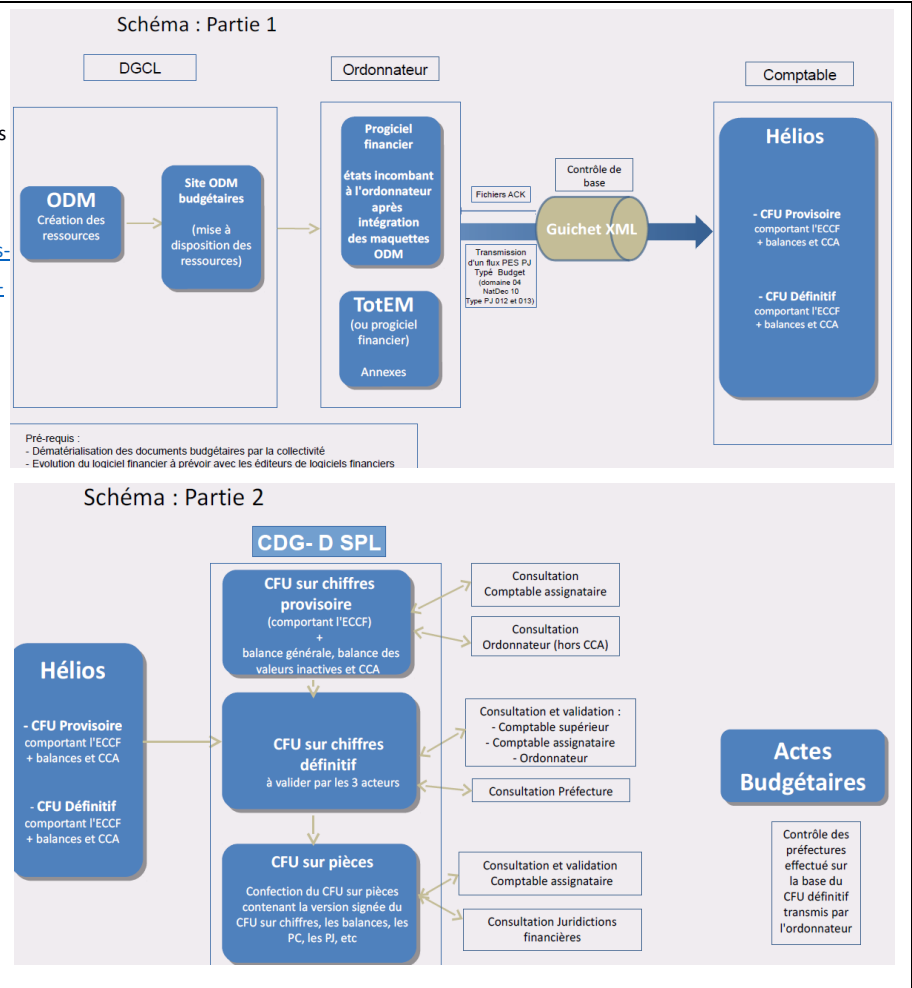 Schéma : Partie 1
DGCL
Ordonnateur
Comptable
s
s-
ODM
Création des
ressources
Site ODM
budgétaires
(mise à
disposition des
ressources)
Progiciel
financier
états incombant
à l'ordonnateur
après
intégration
des maquettes
ODM
TotEM
(ou progiciel
financier)
Annexes
Fichiers ACK
Transmission
d'un flux PES PJ
Typé Budget
(domaine 04
NatDec 10
Type PJ 012 et 013)
Contrôle de
base
Guichet XML
Hélios
- CFU Provisoire
comportant l'ECCF
+ balances et CCA
- CFU Définitif
comportant l'ECCF
+ balances et CCA
Pré-requis :
- Dématérialisation des documents budgétaires par la collectivité
- Evolution du logiciel financier à prévoir avec les éditeurs de logiciels financiers
Schéma : Partie 2
CDG- D SPL
Hélios
- CFU Provisoire
comportant l'ECCF
+ balances et CCA
- CFU Définitif
comportant l'ECCF
+ balances et CCA
CFU sur chiffres
provisoire
(comportant l'ECCF)
+
balance générale, balance des
valeurs inactives et CCA
CFU sur chiffres
définitif
à valider par les 3 acteurs
CFU sur pièces
Confection du CFU sur pièces
contenant la version signée du
CFU sur chiffres, les balances, les
PC, les PJ, etc
Consultation
Comptable assignataire
Consultation
Ordonnateur (hors CCA)
Consultation et validation :
- Comptable supérieur
- Comptable assignataire
- Ordonnateur
Consultation Préfecture
Consultation et validation
Comptable assignataire
Consultation Juridictions
financières
Actes
Budgétaires
Contrôle des
préfectures
effectué sur
la base du
CFU définitif
transmis par
l'ordonnateur